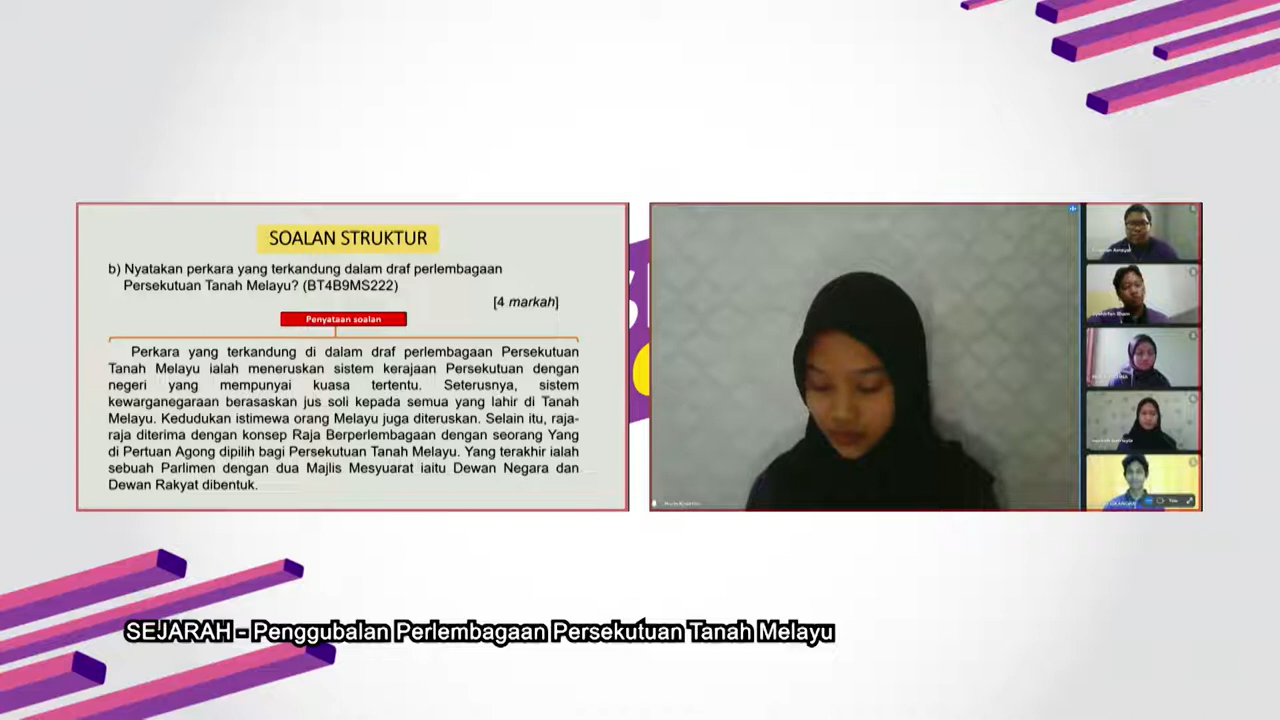 SOALAN STRUKTUR
b) Nyatakan perkara yang terkandung dalam draf perlembagaan
Persekutuan Tanah Melayu? (BT4B9MS222)
[4 markah]
Penyataan soalan
Perkara yang terkandung di dalam draf perlembagaan Persekutuan
Tanah Melayu ialah meneruskan sistem kerajaan Persekutuan dengan
negeri yang mempunyai kuasa tertentu. Seterusnya, sistem
kewarganegaraan berasaskan jus soli kepada semua yang lahir di Tanah
Melayu. Kedudukan istimewa orang Melayu juga diteruskan. Selain itu, raja-
raja diterima dengan konsep Raja Berperlembagaan dengan seorang Yang
di Pertuan Agong dipilih bagi Persekutuan Tanah Melayu. Yang terakhir ialah
sebuah Parlimen dengan dua Majlis Mesyuarat iaitu Dewan Negara dan
Dewan Rakyat dibentuk.
SEJARAH - Penggubalan Perlembagaan Persekutuan Tanah Melayu